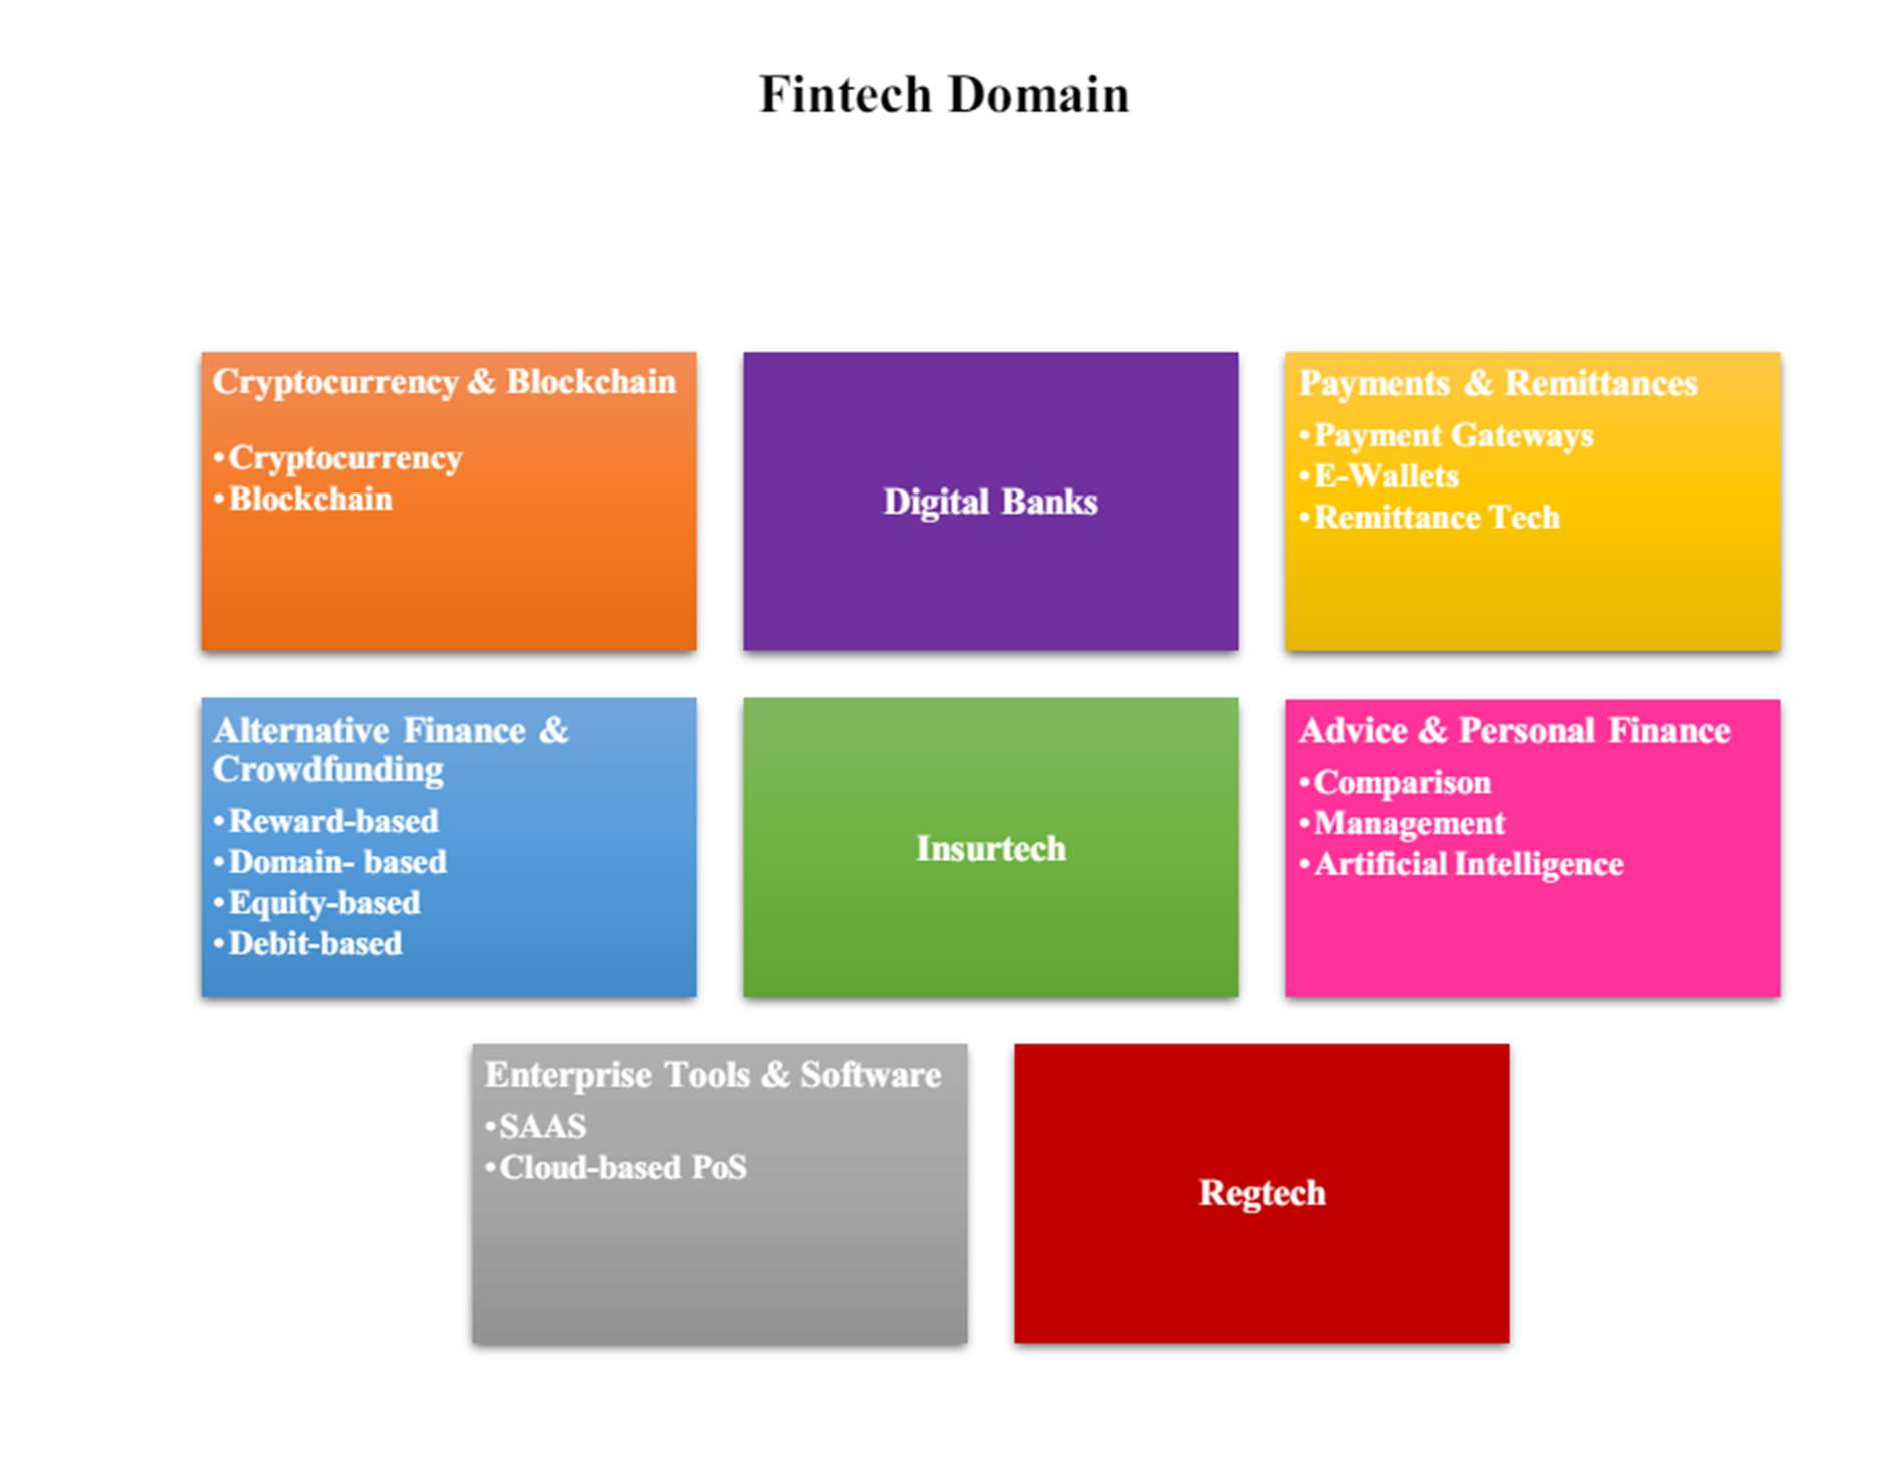 Fintech Domain
Cryptocurrency & Blockchain
•Cryptocurrency
•Blockchain
Digital Banks
Payments & Remittances
•Payment Gateways
•E-Wallets
•Remittance Tech
Alternative Finance &
Crowdfunding
•Reward-based
•Domain- based
•Equity-based
•Debit-based
Insurtech
Advice & Personal Finance
•Comparison
•Management
•Artificial Intelligence
Enterprise Tools & Software
•SAAS
•Cloud-based PoS
Regtech